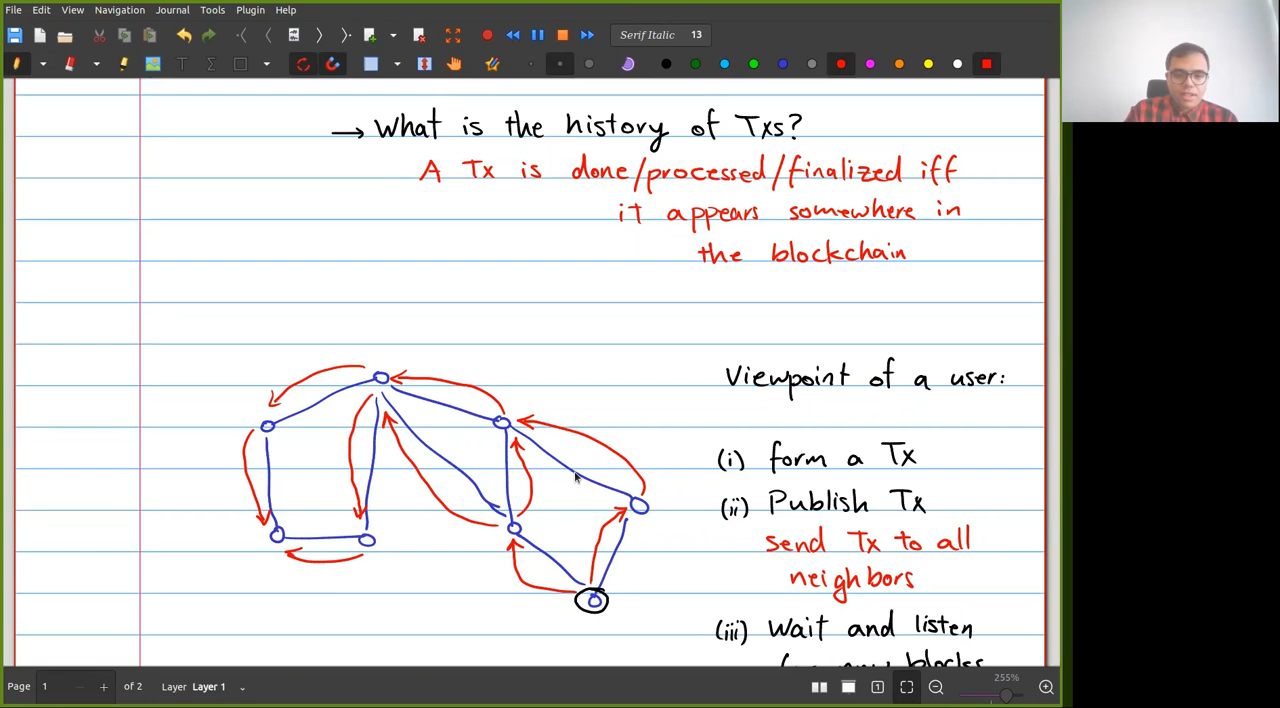 File Edit View Navigation Journal Tools Plugin Help
Serif Italic 13
→ What is the history of Txs?
A Tx is done/processed/finalized iff
it appears somewhere in
the blockchain
Viewpoint of a user:
(i) form a Tx
(ii) Publish Tx
send Tx to all
neighbors
(iii) Wait and listen
new blocks
Page 1 of 2 Layer Layer 1 255%